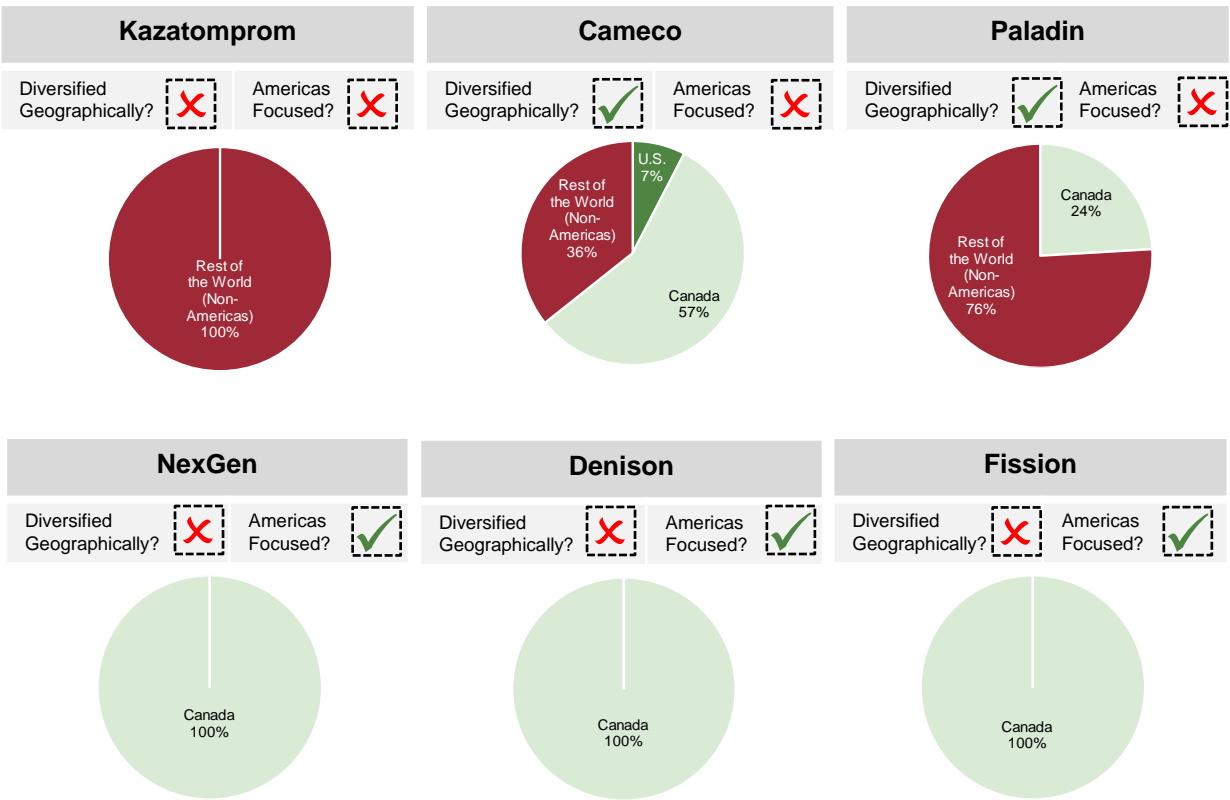 Kazatomprom
Cameco
Paladin
Diversified
Geographically?
Americas
Focused?
Diversified
Geographically?
Americas
Focused?
Diversified
Geographically?
Americas
Focused?
Rest of
the World
(Non-
Americas)
100%
U.S.
7%
Rest of
the World
(Non-
Americas)
36%
Canada
57%
Canada
24%
Rest of
the World
(Non-
Americas)
76%
NexGen
Denison
Fission
Diversified
Geographically?
Americas
Focused?
Diversified
Geographically?
Americas
Focused?
Diversified
Geographically?
Americas
Focused?
Canada
100%
Canada
100%
Canada
100%